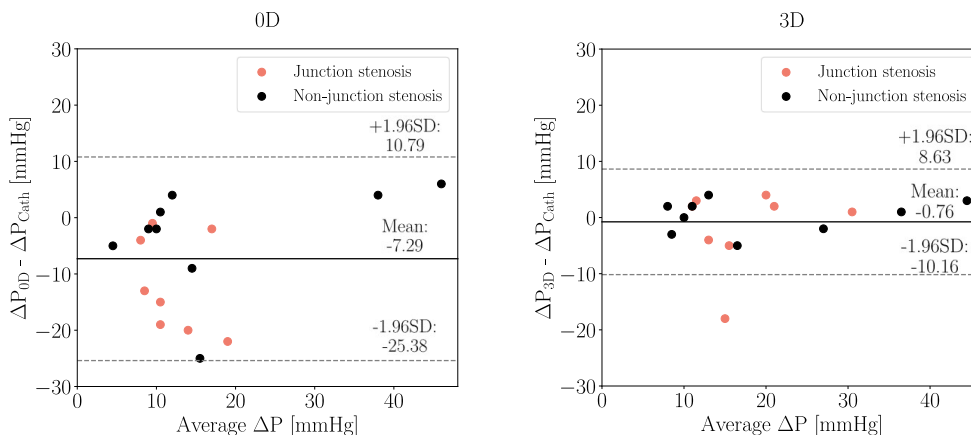 0D
30
20
10
0
−10
−20
−30
ΔP0D - ΔPCath [mmHg]
Junction stenosis
Non-junction stenosis
+1.96SD:
10.79
Mean:
-7.29
-1.96SD:
-25.38
0
10
20
30
40
Average ΔP [mmHg]
3D
30
20
10
0
−10
−20
−30
ΔP3D - ΔPCath [mmHg]
Junction stenosis
Non-junction stenosis
+1.96SD:
8.63
Mean:
-0.76
-1.96SD:
-10.16
0
10
20
30
40
Average ΔP [mmHg]